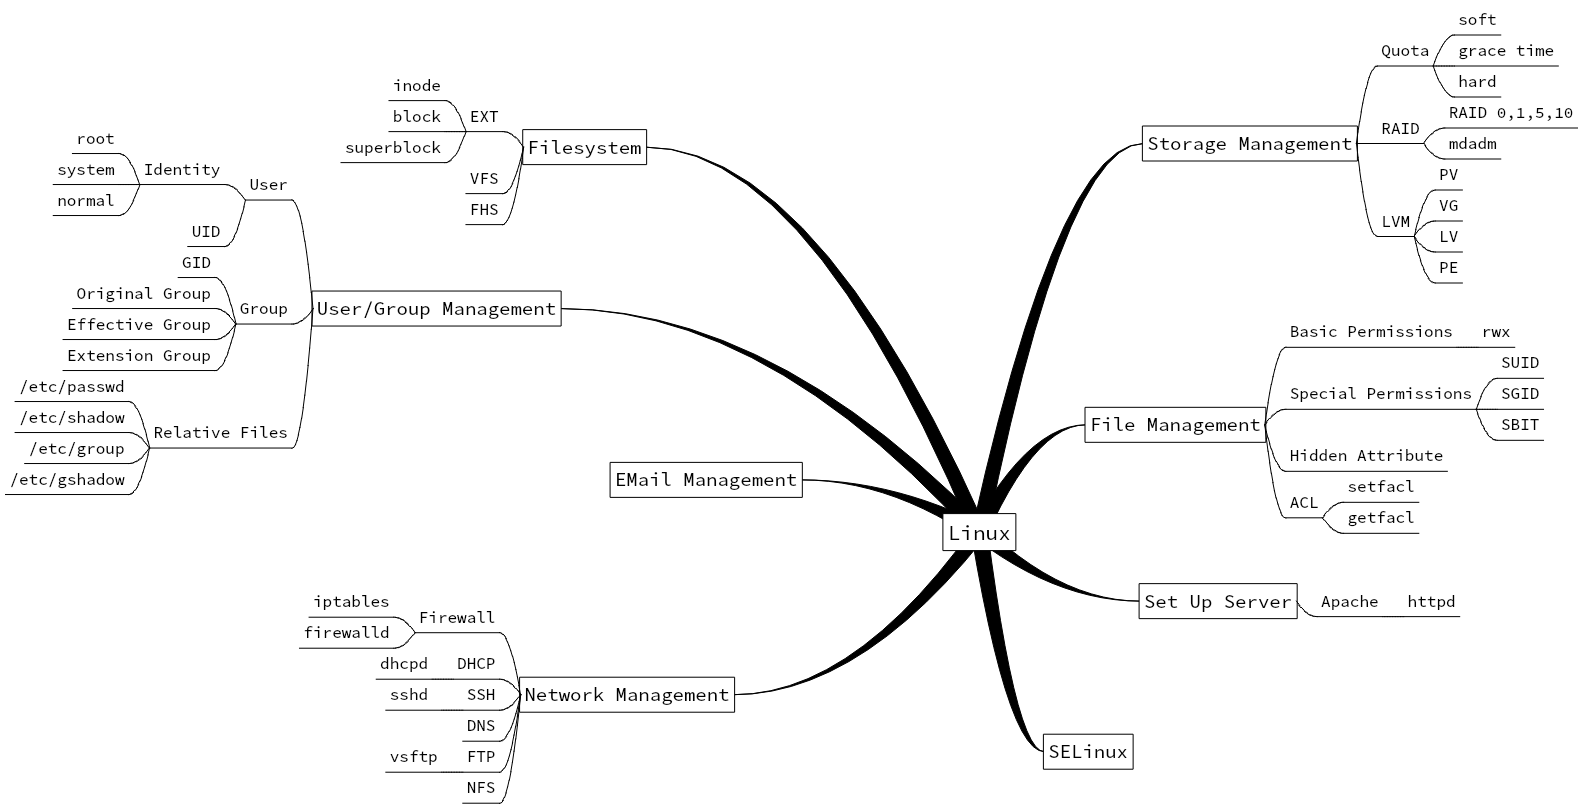 Linux
Filesystem
EXT
inode
block
superblock
VFS
FHS
User/Group Management
User
Identity
root
system
normal
UID
Group
GID
Original Group
Effective Group
Extension Group
Relative Files
/etc/passwd
/etc/shadow
/etc/group
/etc/gshadow
EMail Management
Network Management
Firewall
iptables
firewalld
DHCP
dhcpd
SSH
sshd
DNS
FTP
vsftp
NFS
Storage Management
Quota
soft
grace time
hard
RAID
RAID 0,1,5,10
mdadm
LVM
PV
VG
LV
PE
File Management
Basic Permissions
rwx
Special Permissions
SUID
SGID
SBIT
Hidden Attribute
ACL
setfacl
getfacl
Set Up Server
Apache
httpd
SELinux